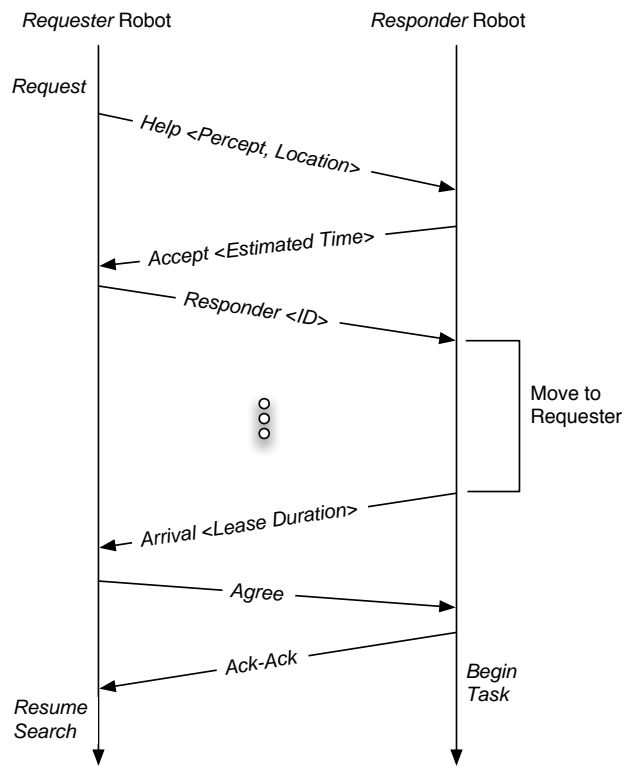 Requester Robot
Responder Robot
Request
Help <Percept, Location>
Accept <Estimated Time>
Responder <ID>
Move to
Requester
Arrival <Lease Duration>
Agree
Ack-Ack
Begin
Task
Resume
Search